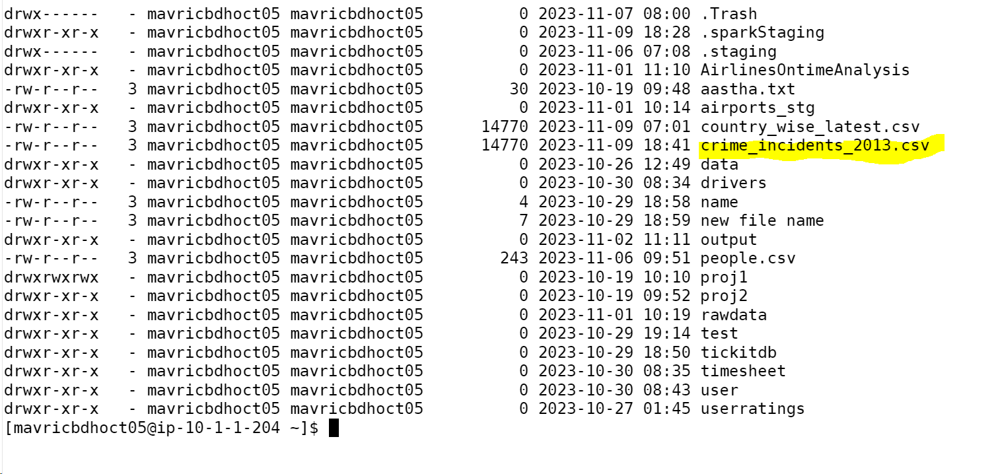 drwx------   - mavricbdhoct05 mavricbdhoct05          0 2023-11-07 08:00 .Trash
drwxr-xr-x   - mavricbdhoct05 mavricbdhoct05          0 2023-11-09 18:28 .sparkStaging
drwx------   - mavricbdhoct05 mavricbdhoct05          0 2023-11-06 07:08 .staging
drwxr-xr-x   - mavricbdhoct05 mavricbdhoct05          0 2023-11-01 11:10 AirlinesOntimeAnalysis
-rw-r--r--   3 mavricbdhoct05 mavricbdhoct05         30 2023-10-19 09:48 aastha.txt
drwxr-xr-x   - mavricbdhoct05 mavricbdhoct05          0 2023-11-01 10:14 airports_stg
-rw-r--r--   3 mavricbdhoct05 mavricbdhoct05      14770 2023-11-09 07:01 country_wise_latest.csv
-rw-r--r--   3 mavricbdhoct05 mavricbdhoct05      14770 2023-11-09 18:41 crime_incidents_2013.csv
drwxr-xr-x   - mavricbdhoct05 mavricbdhoct05          0 2023-10-26 12:49 data
drwxr-xr-x   - mavricbdhoct05 mavricbdhoct05          0 2023-10-30 08:34 drivers
-rw-r--r--   3 mavricbdhoct05 mavricbdhoct05          4 2023-10-29 18:58 name
-rw-r--r--   3 mavricbdhoct05 mavricbdhoct05          7 2023-10-29 18:59 new file name
drwxr-xr-x   - mavricbdhoct05 mavricbdhoct05          0 2023-11-02 11:11 output
-rw-r--r--   3 mavricbdhoct05 mavricbdhoct05        243 2023-11-06 09:51 people.csv
drwxrwxrwx   - mavricbdhoct05 mavricbdhoct05          0 2023-10-19 10:10 proj1
drwxr-xr-x   - mavricbdhoct05 mavricbdhoct05          0 2023-10-19 09:52 proj2
drwxr-xr-x   - mavricbdhoct05 mavricbdhoct05          0 2023-11-01 10:19 rawdata
drwxr-xr-x   - mavricbdhoct05 mavricbdhoct05          0 2023-10-29 19:14 test
drwxr-xr-x   - mavricbdhoct05 mavricbdhoct05          0 2023-10-29 18:50 tickitdb
drwxr-xr-x   - mavricbdhoct05 mavricbdhoct05          0 2023-10-30 08:35 timesheet
drwxr-xr-x   - mavricbdhoct05 mavricbdhoct05          0 2023-10-30 08:43 user
drwxr-xr-x   - mavricbdhoct05 mavricbdhoct05          0 2023-10-27 01:45 userratings
[mavricbdhoct05@ip-10-1-1-204 ~]$